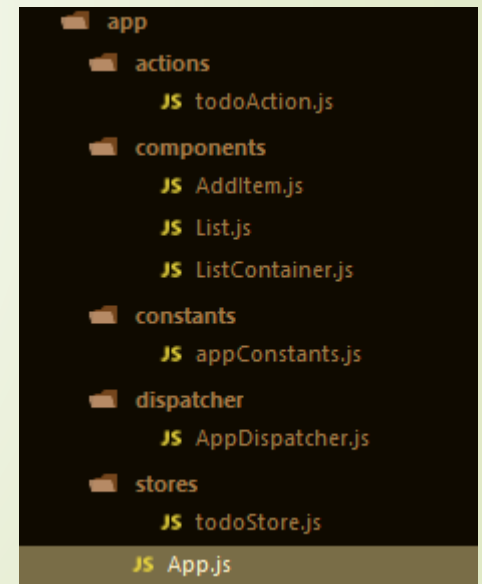 app
actions
JS todoAction.js
components
JS AddItem.js
JS List.js
JS ListContainer.js
constants
JS appConstants.js
dispatcher
JS AppDispatcher.js
stores
JS todoStore.js
JS App.js